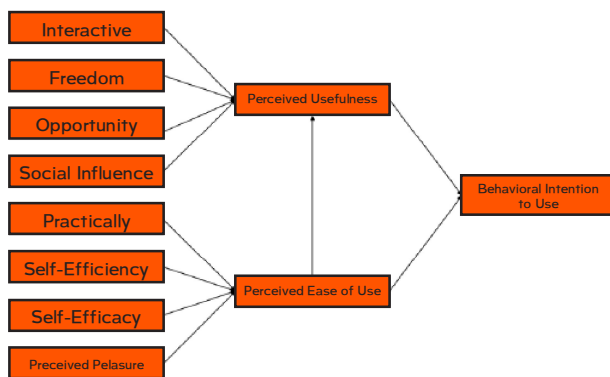 Interactive
Freedom
Opportunity
Social Influence
Practically
Self-Efficiency
Self-Efficacy
Preceived Pelasure
Perceived Usefulness
Perceived Ease of Use
Behavioral Intention
to Use